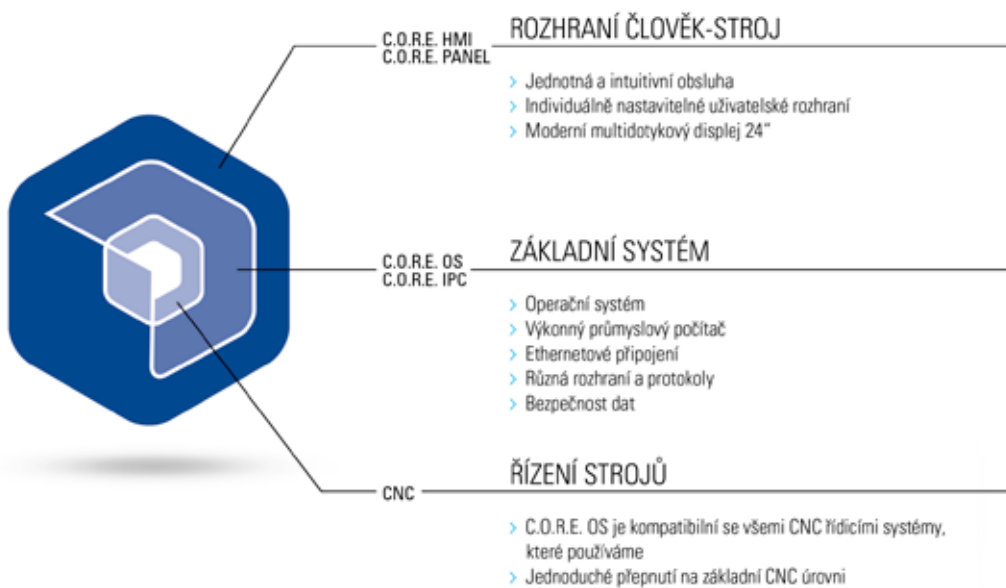 C.O.R.E. HMI
C.O.R.E. PANEL
ROZHRANÍ ČLOVĚK-STROJ
> Jednotná a intuitivní obsluha
> Individuálně nastavitelné uživatelské rozhraní
> Moderní multidotykový displej 24“
C.O.R.E. OS
C.O.R.E. IPC
ZÁKLADNÍ SYSTÉM
> Operační systém
> Výkonný průmyslový počítač
> Ethernetové připojení
> Různá rozhraní a protokoly
> Bezpečnost dat
CNC
ŘÍZENÍ STROJŮ
> C.O.R.E. OS je kompatibilní se všemi CNC řídicími systémy,
které používáme
> Jednoduché přepnutí na základní CNC úrovni